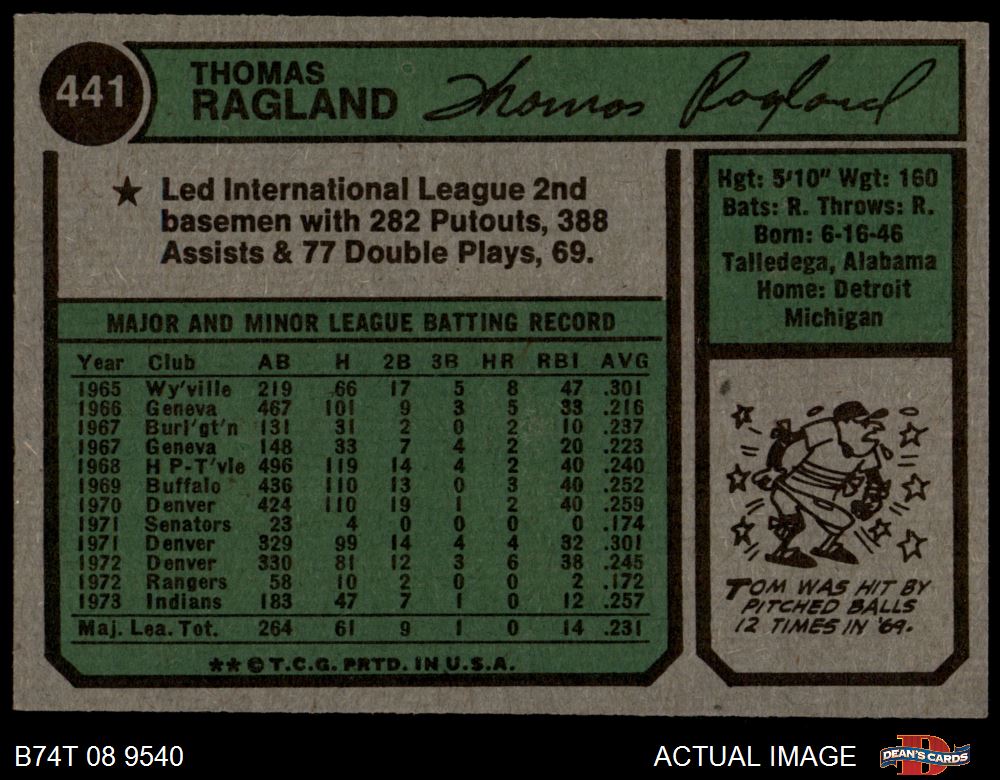 441
THOMAS
RAGLAND
Thomas Ragland
★ Led International League 2nd
basemen with 282 Putouts, 388
Assists & 77 Double Plays, 69.
Hgt: 5'10" Wgt: 160
Bats: R. Throws: R.
Born: 6-16-46
Talledega, Alabama
Home: Detroit
Michigan
MAJOR AND MINOR LEAGUE BATTING RECORD
Year Club AB H 2B 3B HR RBI AVG
1965 Wy'ville 219 66 17 5 8 47 .301
1966 Geneva 467 101 9 3 5 33 .216
1967 Burl'gt'n 131 31 2 0 2 10 .237
1967 Geneva 148 33 7 4 2 20 .223
1968 H P-T'vle 496 119 14 4 2 40 .240
1969 Buffalo 436 110 13 0 3 40 .252
1970 Denver 424 110 19 1 2 40 .259
1971 Senators 23 4 0 0 0 0 .174
1971 Denver 329 99 14 4 4 32 .301
1972 Denver 330 81 12 3 6 38 .245
1972 Rangers 58 10 2 0 0 2 .172
1973 Indians 183 47 7 1 0 12 .257
Maj. Lea. Tot. 264 61 9 1 0 14 .231
★★ © T.C.G. PRTD. IN U.S.A.
TOM WAS HIT BY
PITCHED BALLS
12 TIMES IN '69.
B74T 08 9540
ACTUAL IMAGE
DEAN'S CARDS